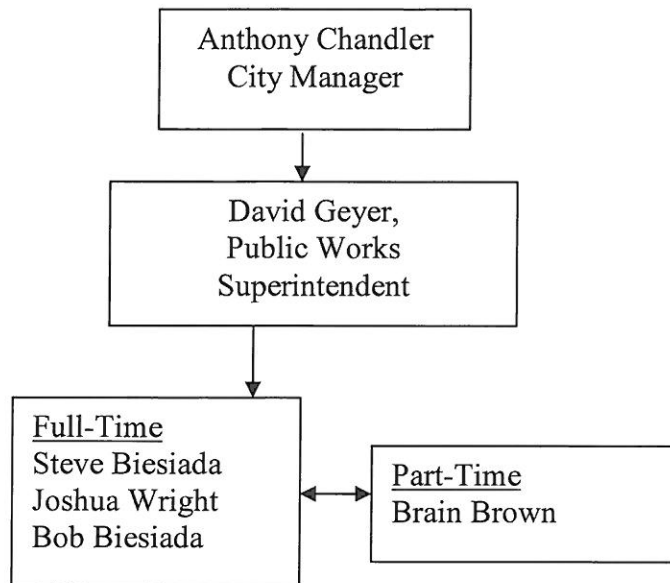 Anthony Chandler
City Manager
David Geyer,
Public Works
Superintendent
Full-Time
Steve Biesiada
Joshua Wright
Bob Biesiada
Part-Time
Brain Brown